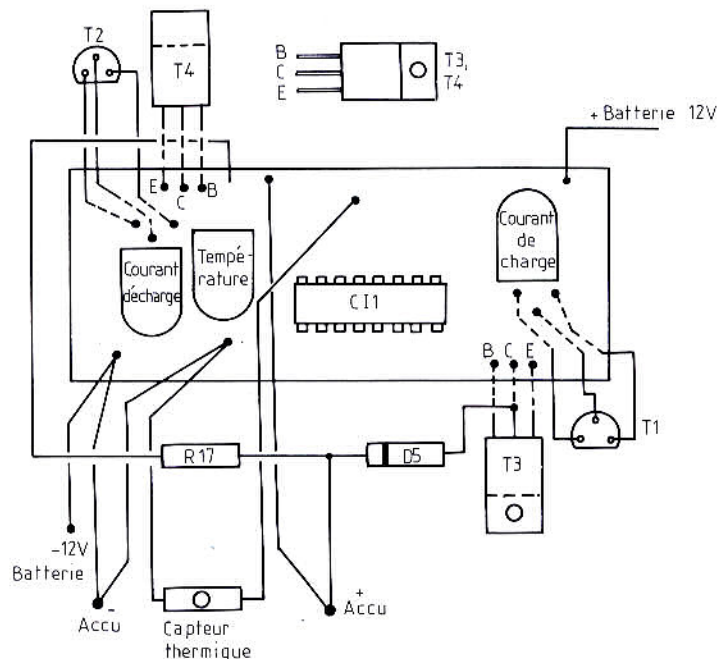 T2
T4
B
C
E
T3,
T4
+ Batterie 12V
E
C
B
Courant
décharge
Tempé-
rature
Courant
de
charge
CI1
B C E
T1
R17
D5
T3
-12V
Batterie
-
Accu
Capteur
thermique
+
Accu